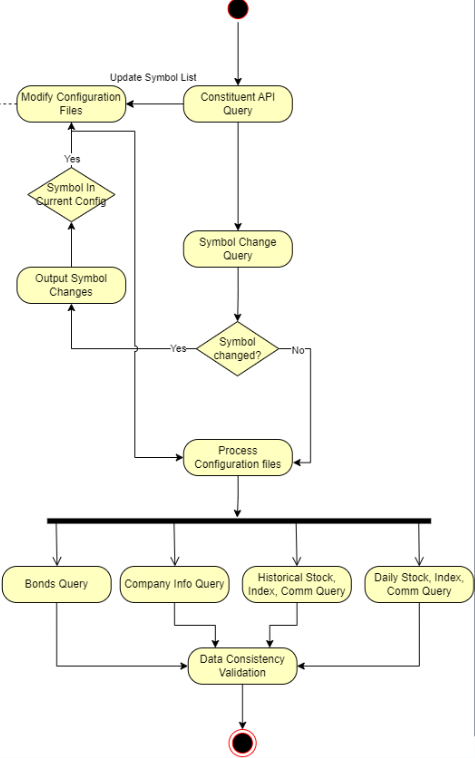 Update Symbol List
Modify Configuration
Files
Constituent API
Query
Yes
Symbol In
Current Config
Symbol Change
Query
Output Symbol
Changes
Symbol
changed?
Yes
No
Process
Configuration files
Bonds Query
Company Info Query
Historical Stock,
Index, Comm Query
Daily Stock, Index,
Comm Query
Data Consistency
Validation